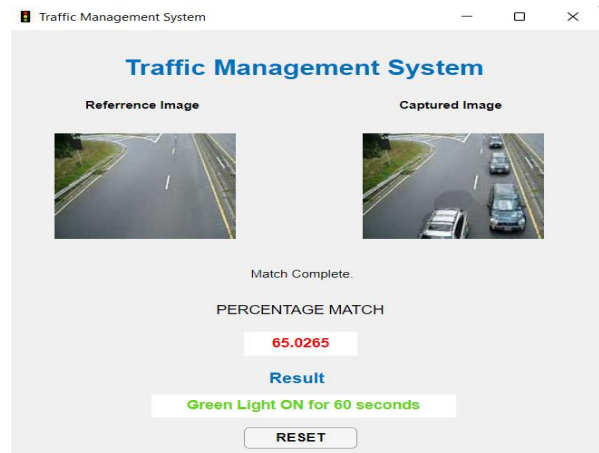 Traffic Management System
Traffic Management System
Referrence Image
Captured Image
Match Complete.
PERCENTAGE MATCH
65.0265
Result
Green Light ON for 60 seconds
RESET